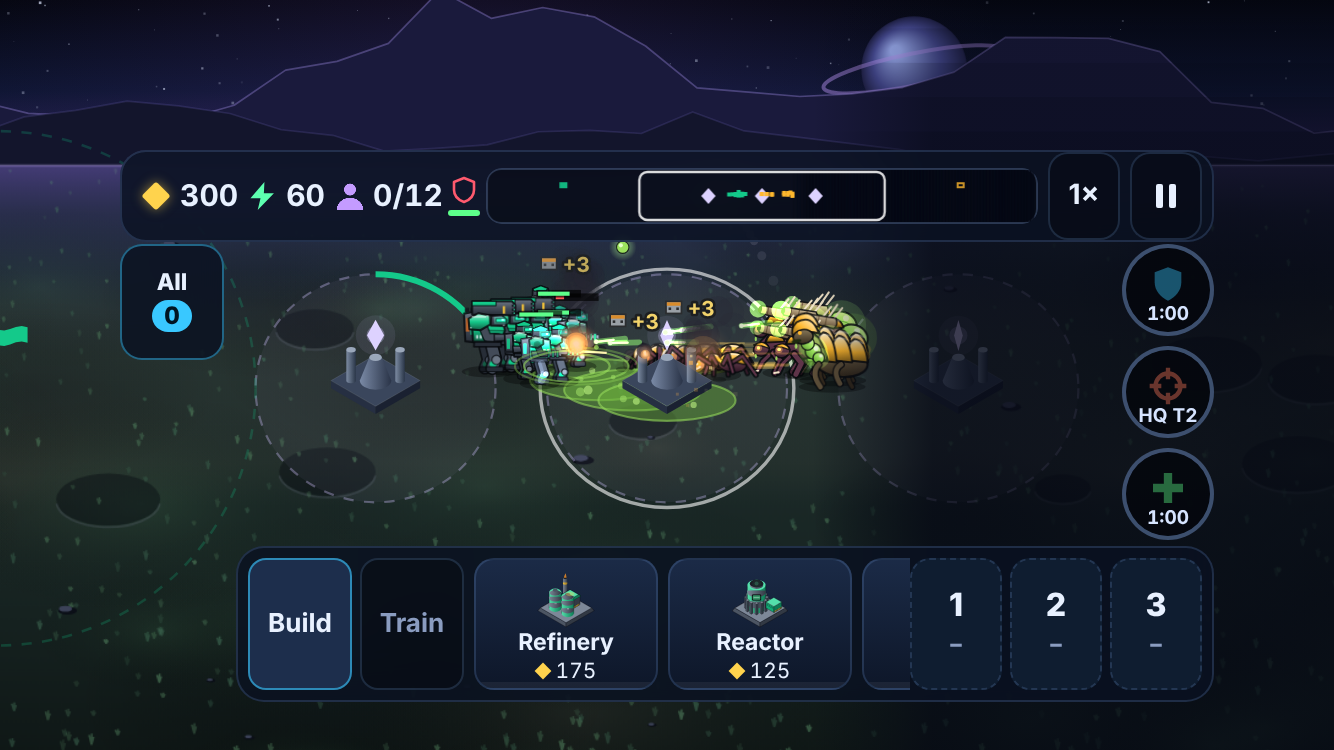 300 60 0/12 1×
All
0
+3
+3
+3
1:00
HQ T2
1:00
Build
Train
Refinery
175
Reactor
125
1
-
2
-
3
-